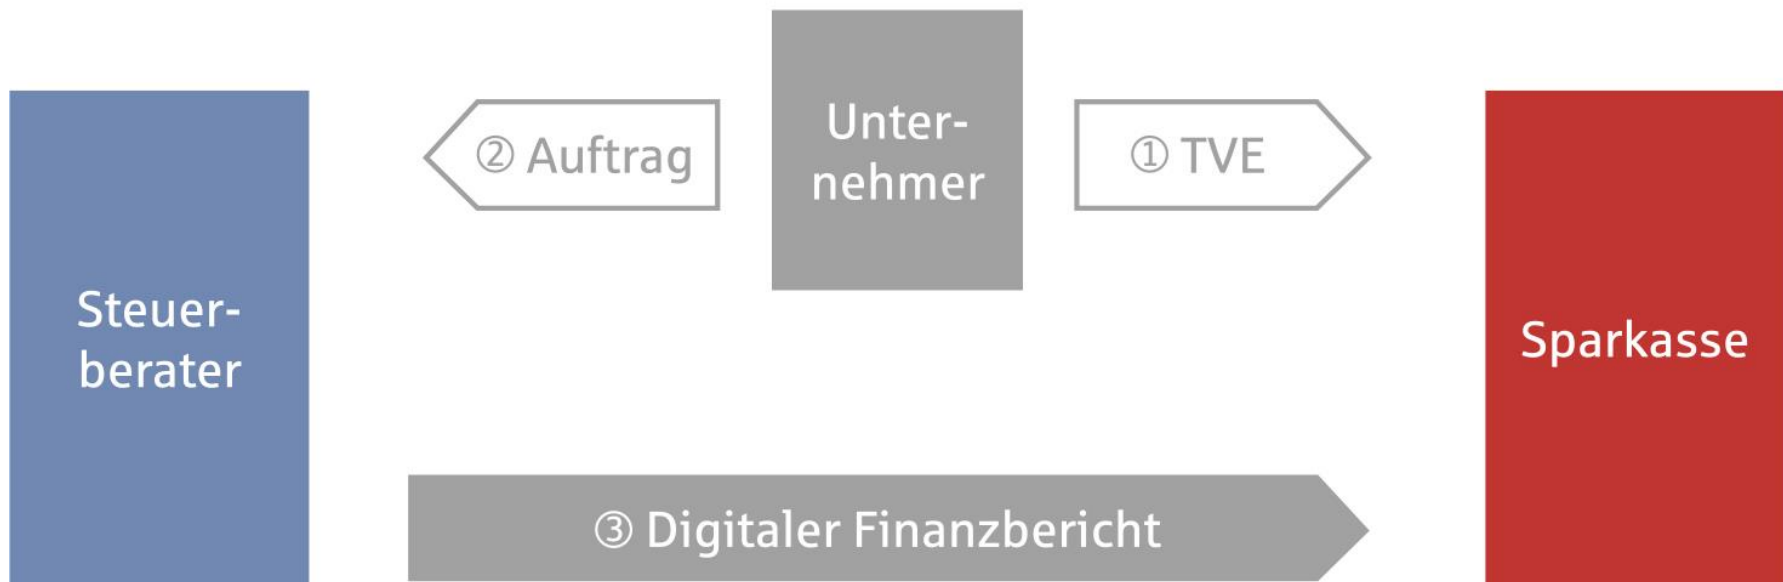 Unter-
nehmer
② Auftrag
① TVE
Steuer-
berater
Sparkasse
③ Digitaler Finanzbericht